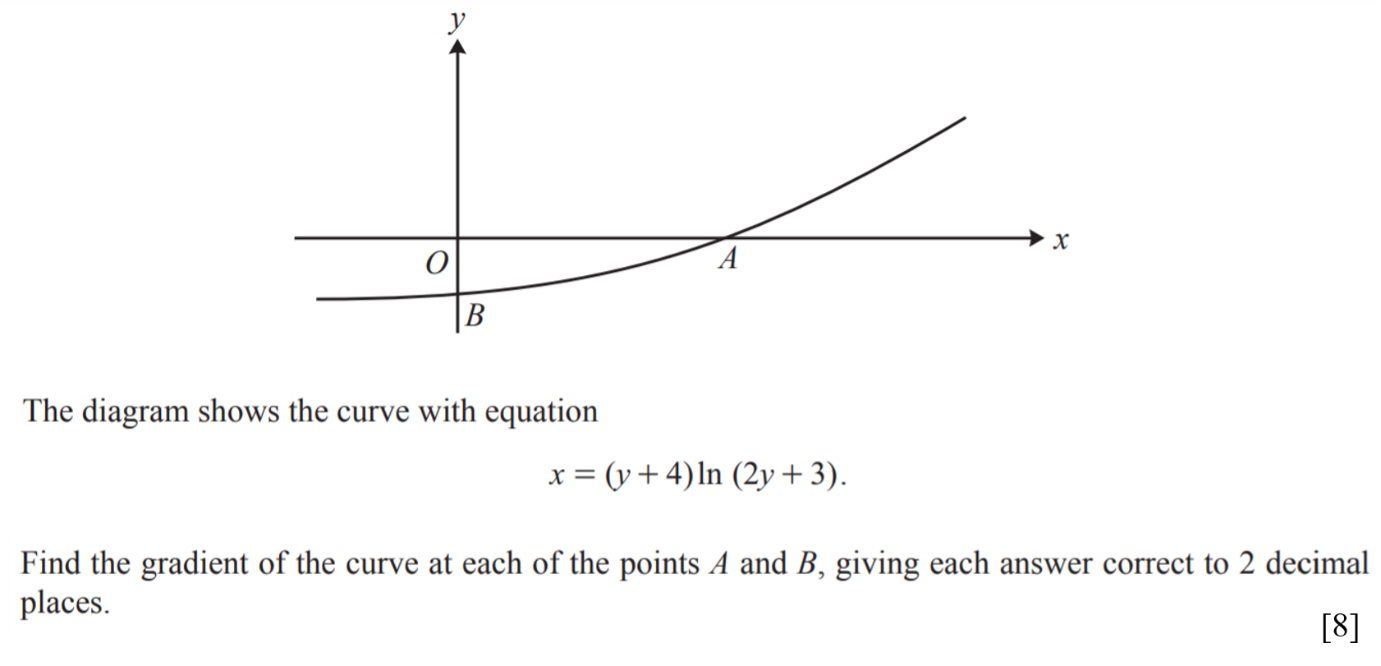 y
O
A
x
B
The diagram shows the curve with equation
x = (y + 4) ln (2y + 3).
Find the gradient of the curve at each of the points A and B, giving each answer correct to 2 decimal
places.
[8]